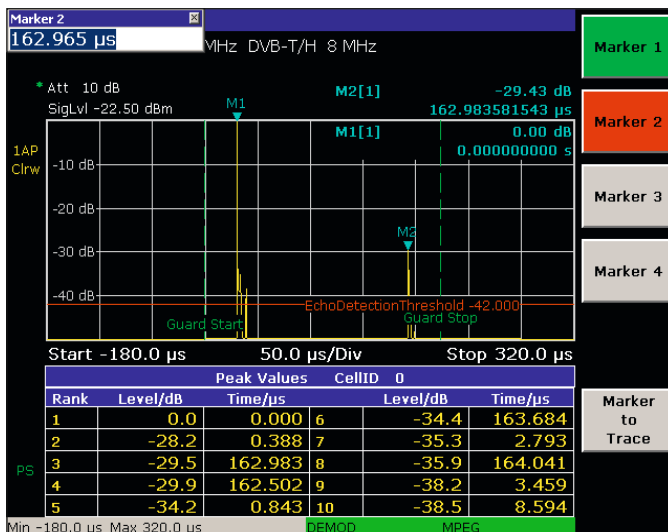 Marker 2
162.965 µs
MHz DVB-T/H 8 MHz
Marker 1
* Att 10 dB
SigLvl -22.50 dBm
M1
M2[1] -29.43 dB
162.983581543 µs
M1[1] 0.00 dB
0.000000000 s
Marker 2
1AP
Clrw
-10 dB
-20 dB
Marker 3
M2
-30 dB
Marker 4
-40 dB
EchoDetectionThreshold -42.000
Guard Start
Guard Stop
Start -180.0 µs 50.0 µs/Div Stop 320.0 µs
Peak Values CellID 0
Rank Level/dB Time/µs Level/dB Time/µs
1 0.0 0.000 6 -34.4 163.684
2 -28.2 0.388 7 -35.3 2.793
3 -29.5 162.983 8 -35.9 164.041
4 -29.9 162.502 9 -38.2 3.459
5 -34.2 0.843 10 -38.5 8.594
Marker
to
Trace
PS
Min -180.0 µs Max 320.0 µs DEMOD MPEG